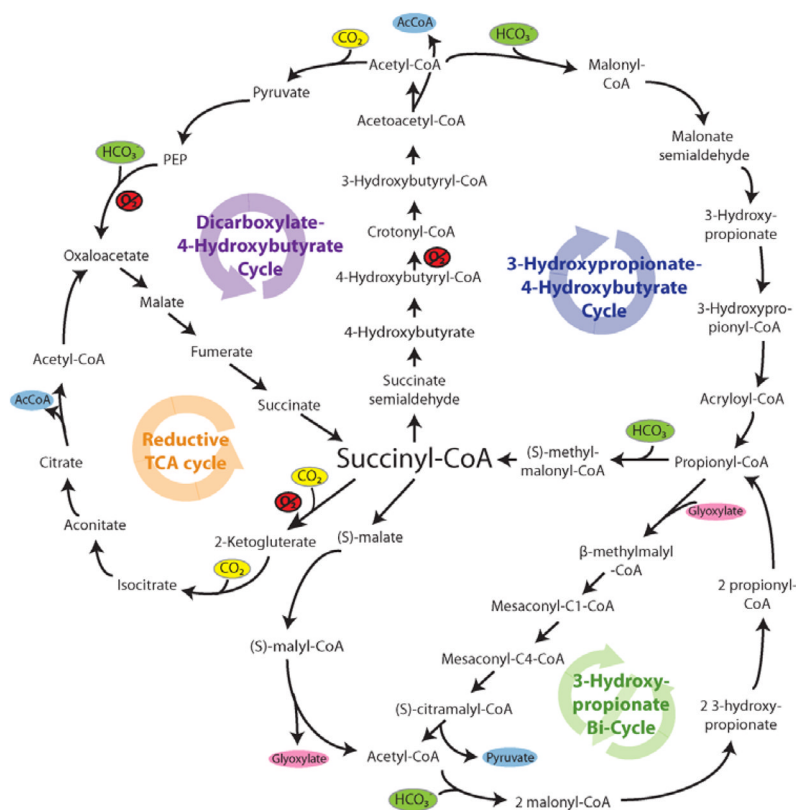 AcCoA
CO₂
HCO₃⁻
Acetyl-CoA
Malonyl-
CoA
Pyruvate
Acetoacetyl-CoA
Malonate
semialdehyde
HCO₃⁻
PEP
3-Hydroxybutyryl-CoA
O₂
3-Hydroxy-
propionate
Dicarboxylate-
4-Hydroxybutyrate
Cycle
Crotonyl-CoA
Oxaloacetate
O₂
3-Hydroxypropionate-
4-Hydroxybutyrate
Cycle
4-Hydroxybutyryl-CoA
Malate
3-Hydroxypro-
pionyl-CoA
4-Hydroxybutyrate
Fumerate
Acetyl-CoA
Succinate
semialdehyde
Acryloyl-CoA
AcCoA
Succinate
Reductive
TCA cycle
HCO₃⁻
Citrate
Succinyl-CoA
(S)-methyl-
malonyl-CoA
Propionyl-CoA
CO₂
O₂
Glyoxylate
Aconitate
2-Ketogluterate
(S)-malate
β-methylmalyl
-CoA
CO₂
Isocitrate
2 propionyl-
CoA
Mesaconyl-C1-CoA
(S)-malyl-CoA
Mesaconyl-C4-CoA
3-Hydroxy-
propionate
Bi-Cycle
(S)-citramalyl-CoA
2 3-hydroxy-
propionate
Glyoxylate
Acetyl-CoA
Pyruvate
HCO₃⁻
2 malonyl-CoA